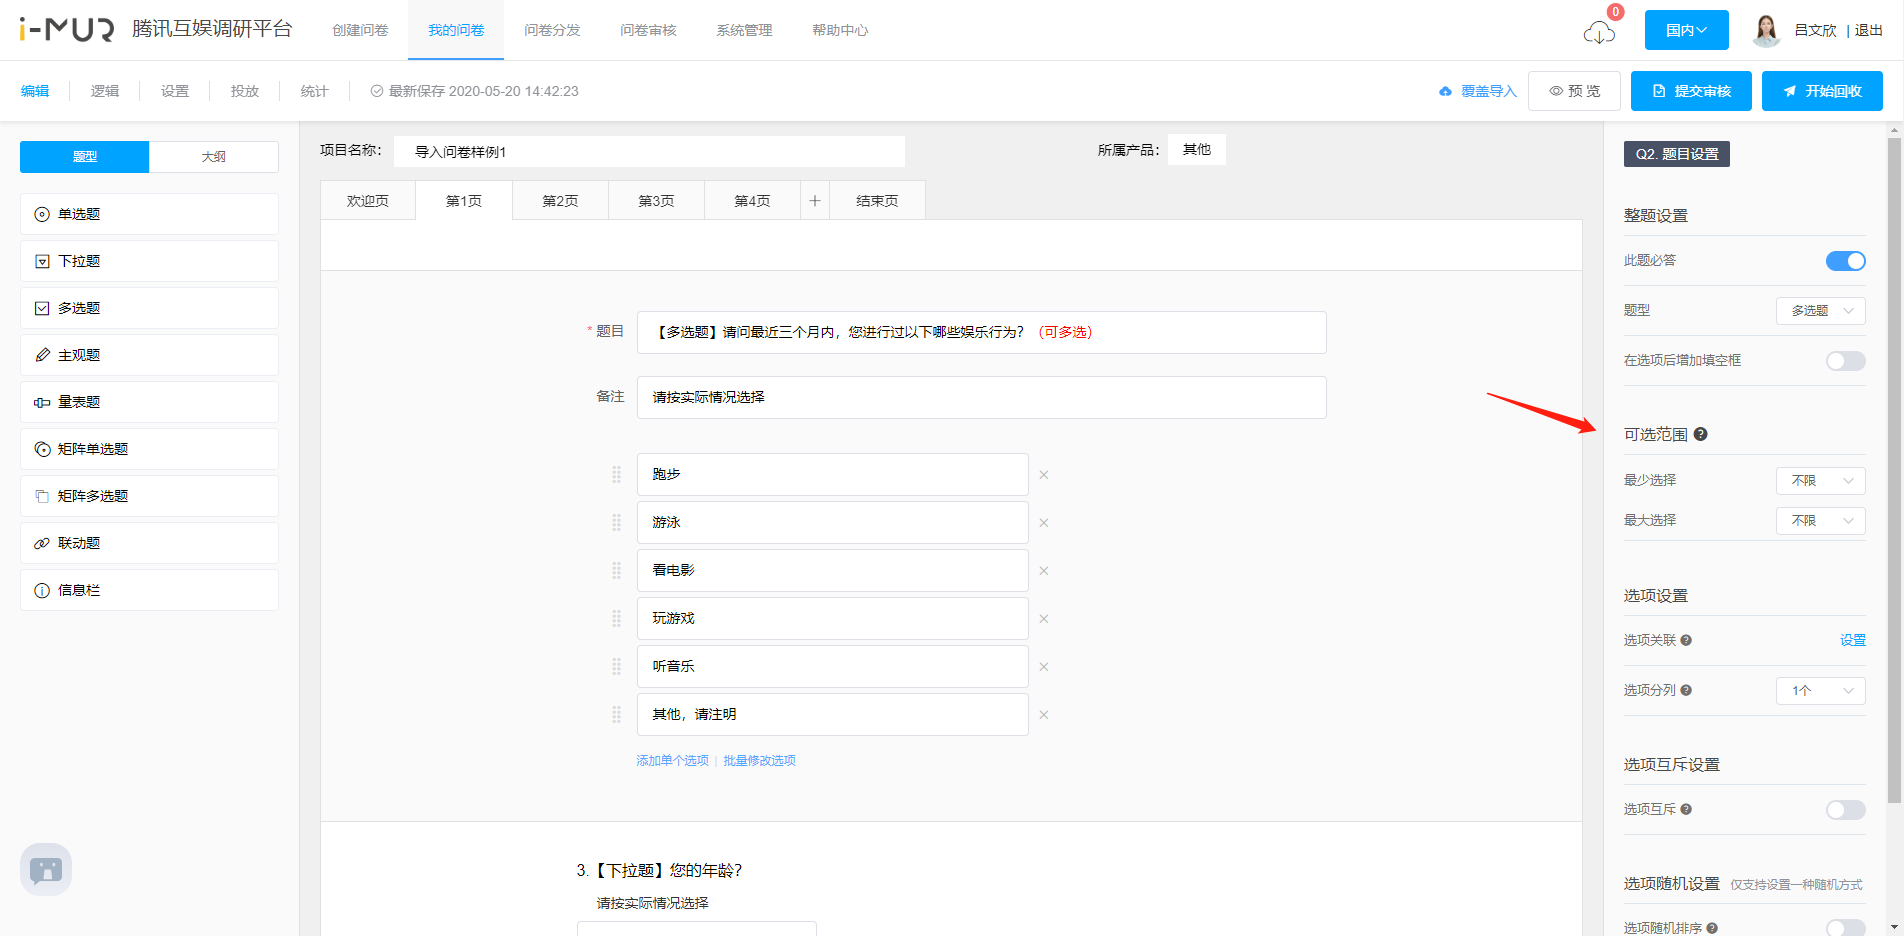 i-MUR 腾讯互娱调研平台 创建问卷 我的问卷 问卷分发 问卷审核 系统管理 帮助中心 0 国内 吕文欣 | 退出
编辑 逻辑 设置 投放 统计 最新保存 2020-05-20 14:42:23 覆盖导入 预 览 提交审核 开始回收
题型 大纲
单选题
下拉题
多选题
主观题
量表题
矩阵单选题
矩阵多选题
联动题
信息栏
项目名称： 导入问卷样例1 所属产品： 其他
欢迎页 第1页 第2页 第3页 第4页 + 结束页
* 题目 【多选题】请问最近三个月内，您进行过以下哪些娱乐行为？（可多选）
备注 请按实际情况选择
跑步
游泳
看电影
玩游戏
听音乐
其他，请注明
添加单个选项 | 批量修改选项
3.【下拉题】您的年龄？
请按实际情况选择
Q2. 题目设置
整题设置
此题必答
题型 多选题
在选项后增加填空框
可选范围 ?
最少选择 不限
最大选择 不限
选项设置
选项关联 ? 设置
选项分列 ? 1个
选项互斥设置
选项互斥 ?
选项随机设置 仅支持设置一种随机方式
选项随机排序 ?